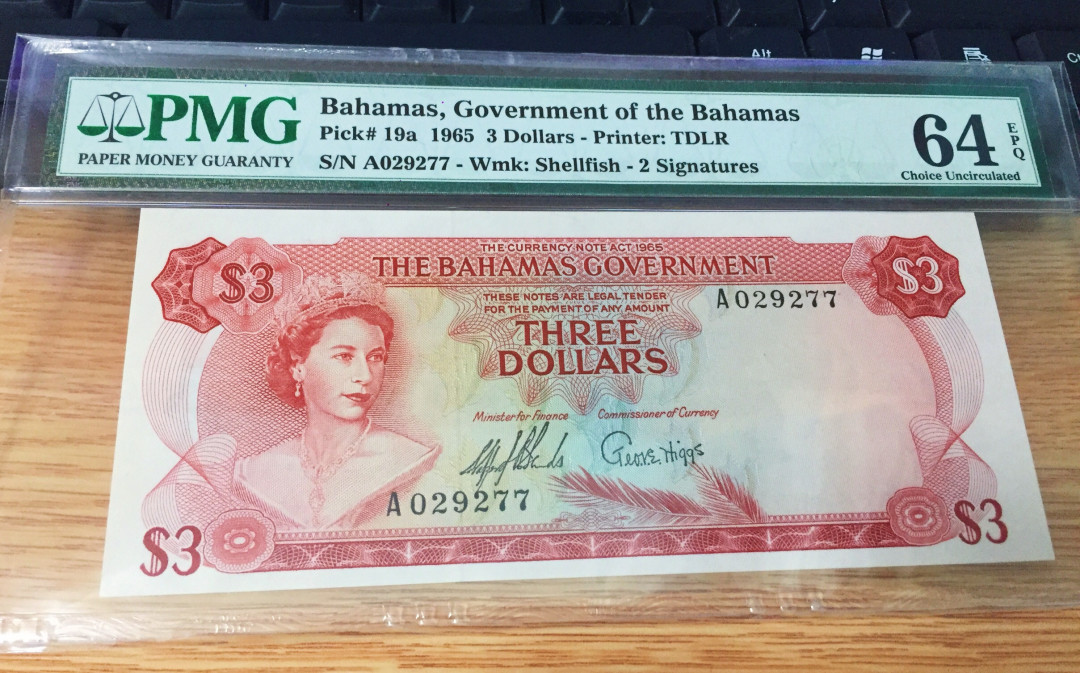 Alt
PMG
PAPER MONEY GUARANTY
Bahamas, Government of the Bahamas
Pick# 19a 1965 3 Dollars - Printer: TDLR
S/N A029277 - Wmk: Shellfish - 2 Signatures
64
EPQ
Choice Uncirculated
THE CURRENCY NOTE ACT 1965
THE BAHAMAS GOVERNMENT
$3
$3
THESE NOTES ARE LEGAL TENDER
FOR THE PAYMENT OF ANY AMOUNT
A029277
THREE
DOLLARS
Minister for Finance Commissioner of Currency
Geo. W. E. Higgs
A029277
$3
$3